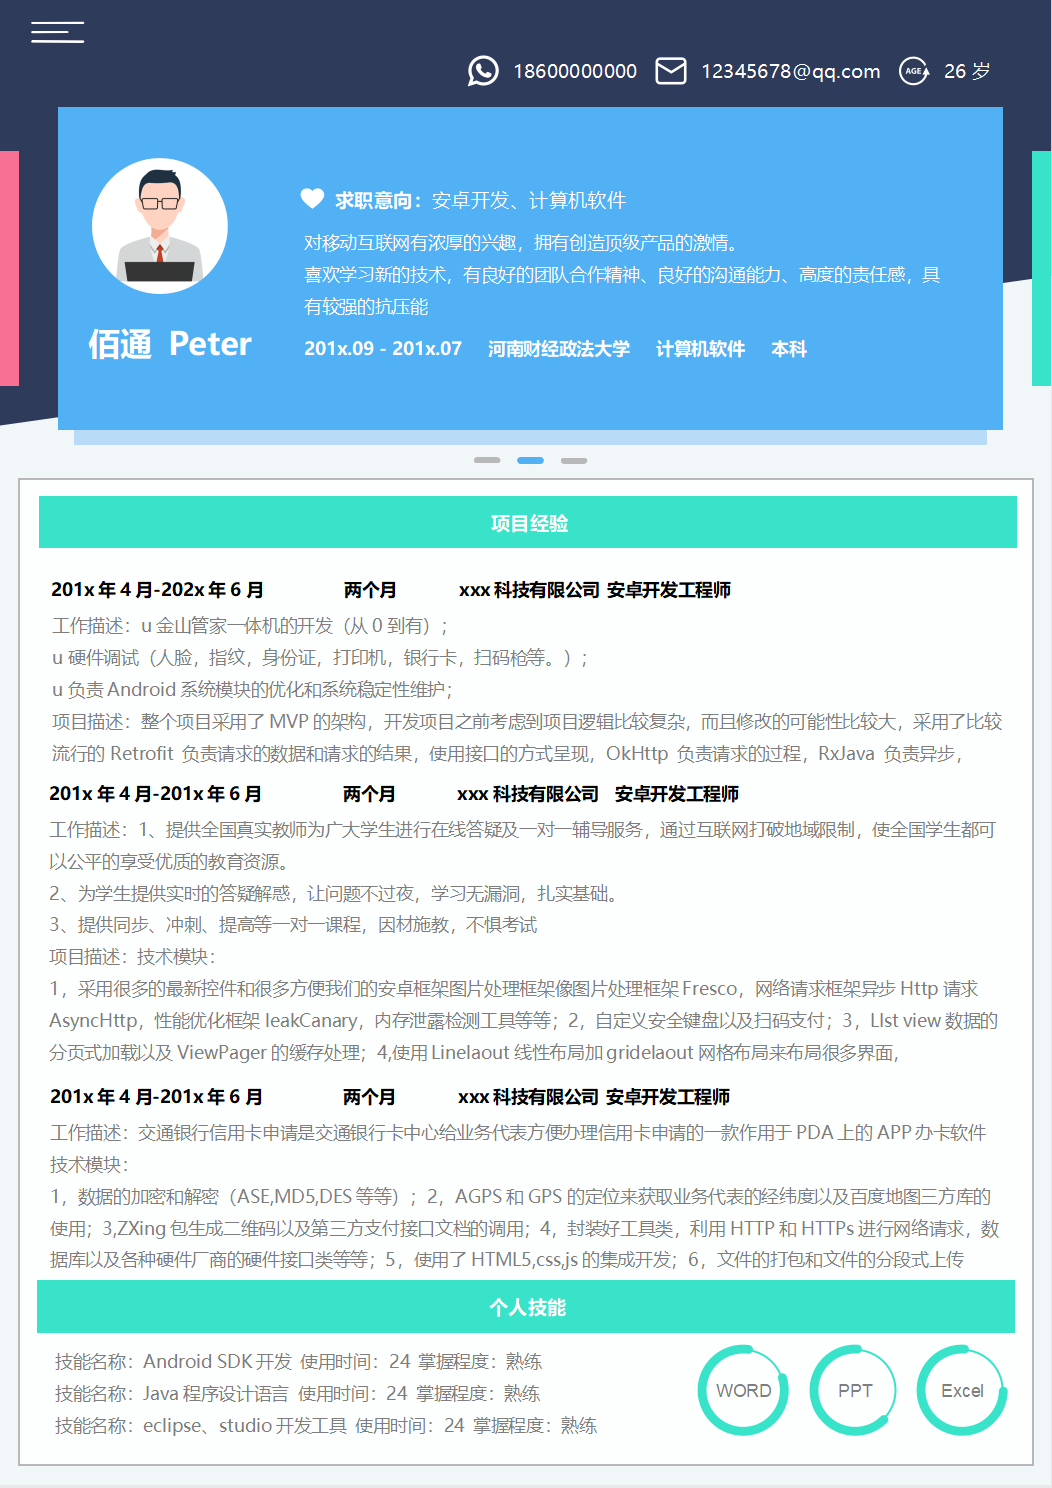 18600000000 12345678@qq.com AGE 26 岁
求职意向：安卓开发、计算机软件
对移动互联网有浓厚的兴趣，拥有创造顶级产品的激情。
喜欢学习新的技术，有良好的团队合作精神、良好的沟通能力、高度的责任感，具
有较强的抗压能
佰通 Peter
201x.09 - 201x.07 河南财经政法大学 计算机软件 本科
项目经验
201x 年 4 月-202x 年 6 月 两个月 xxx 科技有限公司 安卓开发工程师
工作描述：u 金山管家一体机的开发（从 0 到有）；
u 硬件调试（人脸，指纹，身份证，打印机，银行卡，扫码枪等。）；
u 负责 Android 系统模块的优化和系统稳定性维护；
项目描述：整个项目采用了 MVP 的架构，开发项目之前考虑到项目逻辑比较复杂，而且修改的可能性比较大，采用了比较
流行的 Retrofit 负责请求的数据和请求的结果，使用接口的方式呈现，OkHttp 负责请求的过程，RxJava 负责异步，
201x 年 4 月-201x 年 6 月 两个月 xxx 科技有限公司 安卓开发工程师
工作描述：1、提供全国真实教师为广大学生进行在线答疑及一对一辅导服务，通过互联网打破地域限制，使全国学生都可
以公平的享受优质的教育资源。
2、为学生提供实时的答疑解惑，让问题不过夜，学习无漏洞，扎实基础。
3、提供同步、冲刺、提高等一对一课程，因材施教，不惧考试
项目描述：技术模块：
1，采用很多的最新控件和很多方便我们的安卓框架图片处理框架像图片处理框架 Fresco，网络请求框架异步 Http 请求
AsyncHttp，性能优化框架 leakCanary，内存泄露检测工具等等；2，自定义安全键盘以及扫码支付；3，LIst view 数据的
分页式加载以及 ViewPager 的缓存处理；4,使用 Linelaout 线性布局加 gridelaout 网格布局来布局很多界面，
201x 年 4 月-201x 年 6 月 两个月 xxx 科技有限公司 安卓开发工程师
工作描述：交通银行信用卡申请是交通银行卡中心给业务代表方便办理信用卡申请的一款作用于 PDA 上的 APP 办卡软件
技术模块：
1，数据的加密和解密（ASE,MD5,DES 等等）；2，AGPS 和 GPS 的定位来获取业务代表的经纬度以及百度地图三方库的
使用；3,ZXing 包生成二维码以及第三方支付接口文档的调用；4，封装好工具类，利用 HTTP 和 HTTPs 进行网络请求，数
据库以及各种硬件厂商的硬件接口类等等；5，使用了 HTML5,css,js 的集成开发；6，文件的打包和文件的分段式上传
个人技能
技能名称：Android SDK 开发 使用时间：24 掌握程度：熟练
技能名称：Java 程序设计语言 使用时间：24 掌握程度：熟练
技能名称：eclipse、studio 开发工具 使用时间：24 掌握程度：熟练
WORD PPT Excel